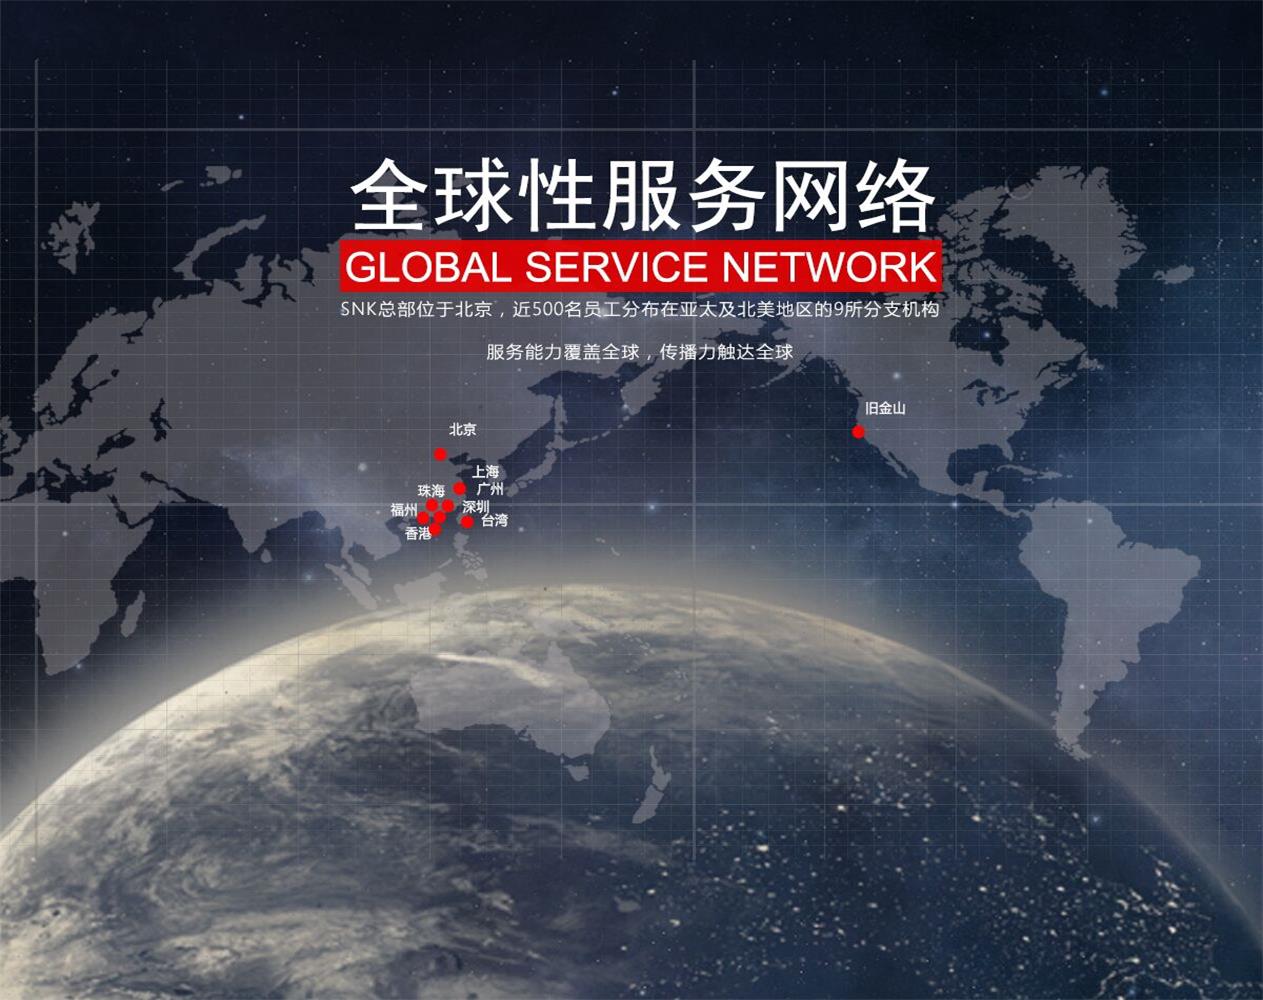 全球性服务网络
GLOBAL SERVICE NETWORK
SNK总部位于北京，近500名员工分布在亚太及北美地区的9所分支机构
服务能力覆盖全球，传播力触达全球
旧金山
北京
上海
广州
珠海
深圳
福州
台湾
香港